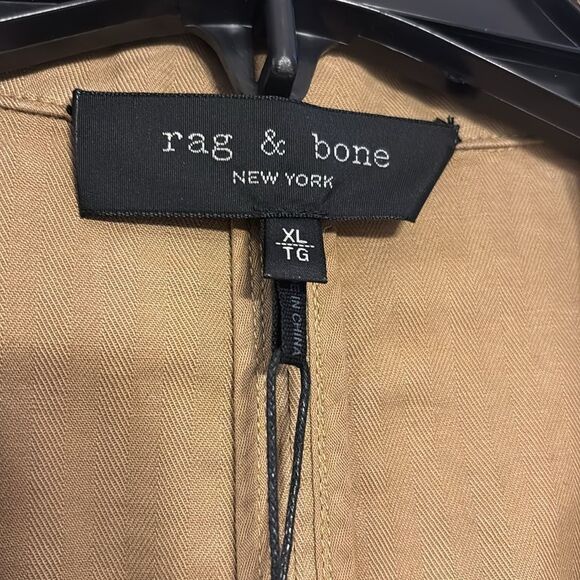 rag & bone
NEW YORK
XL
TG
IN CHINA